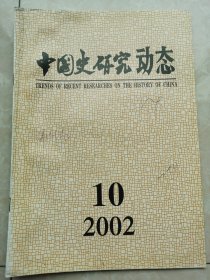 中国史研究动态
TRENDS OF RECENT RESEARCHES ON THE HISTORY OF CHINA
10
2002